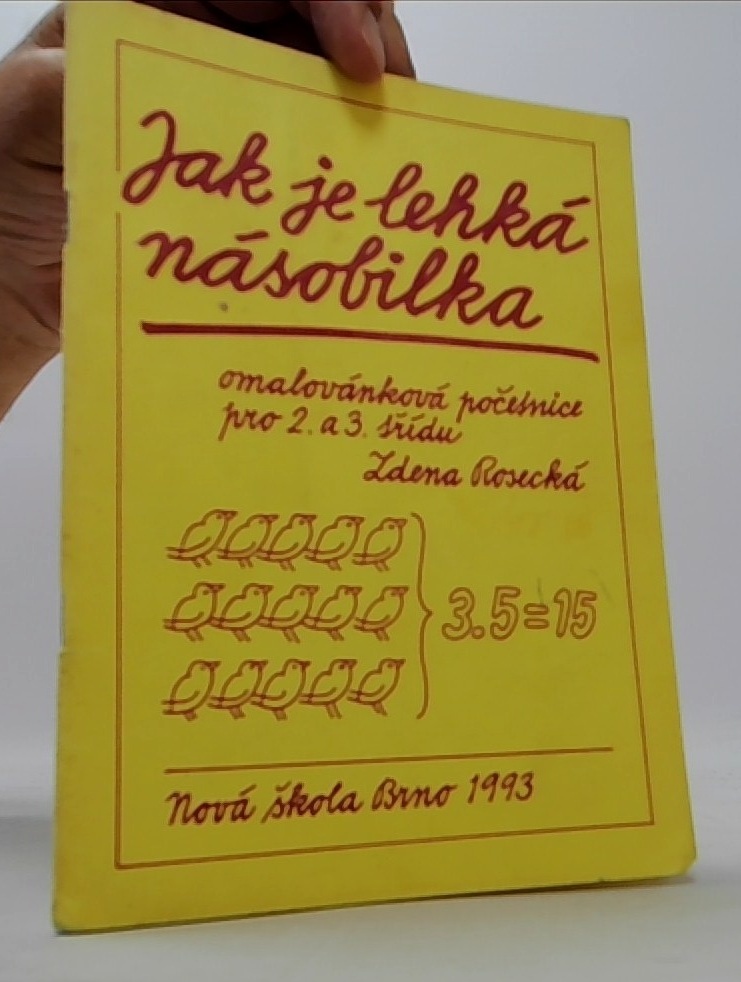 Jak je lehká
násobilka
omalovánková početnice
pro 2. a 3. třídu
Zdena Rosecká
3.5=15
Nová škola Brno 1993